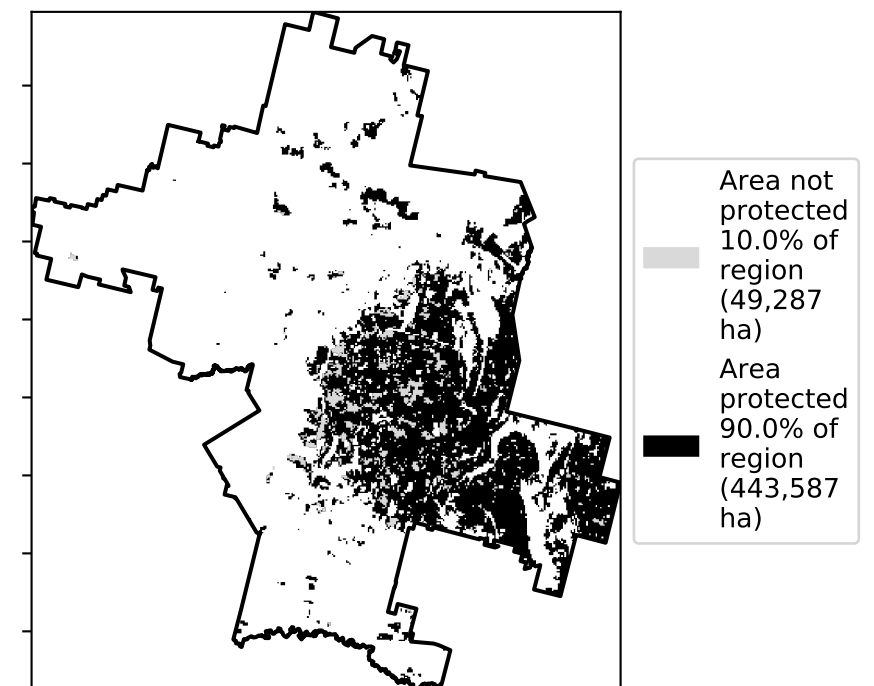 Area not
protected
10.0% of
region
(49,287
ha)
Area
protected
90.0% of
region
(443,587
ha)